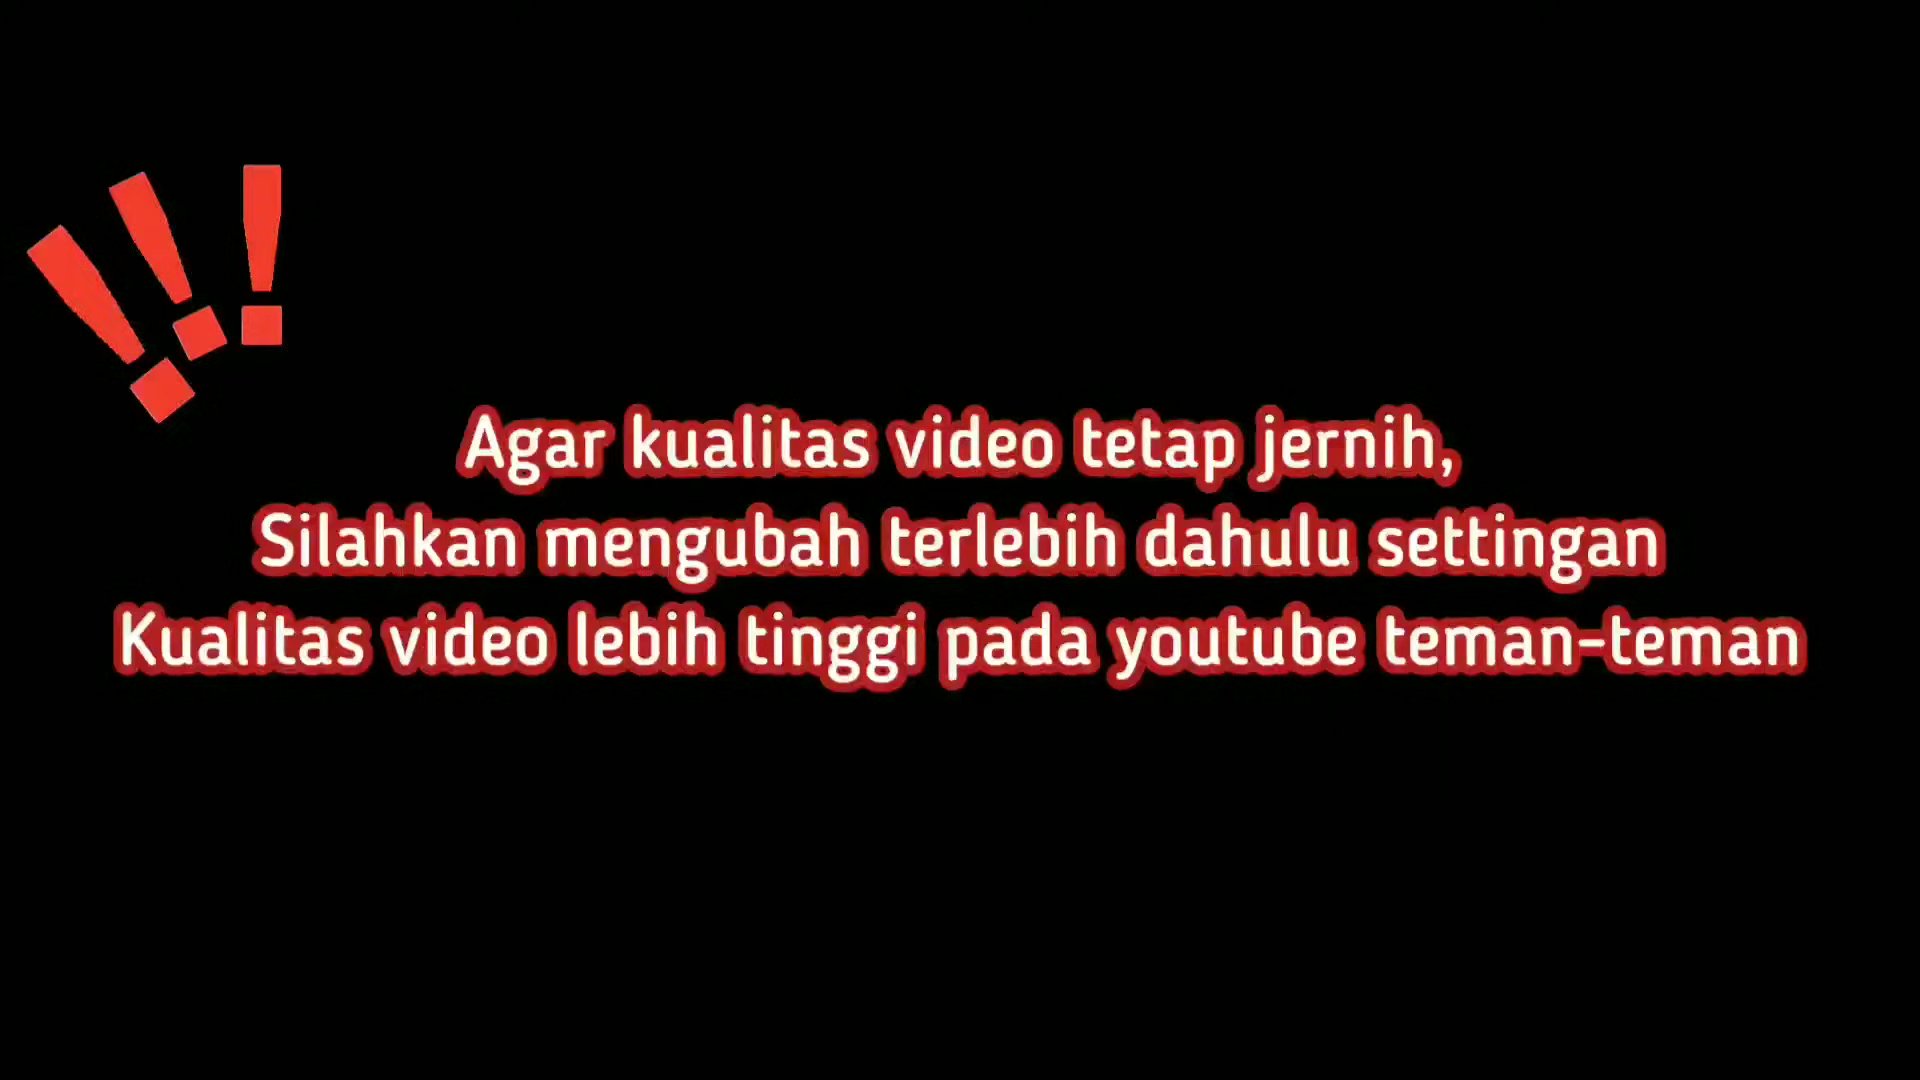 Agar kualitas video tetap jernih,
Silahkan mengubah terlebih dahulu settingan
Kualitas video lebih tinggi pada youtube teman-teman